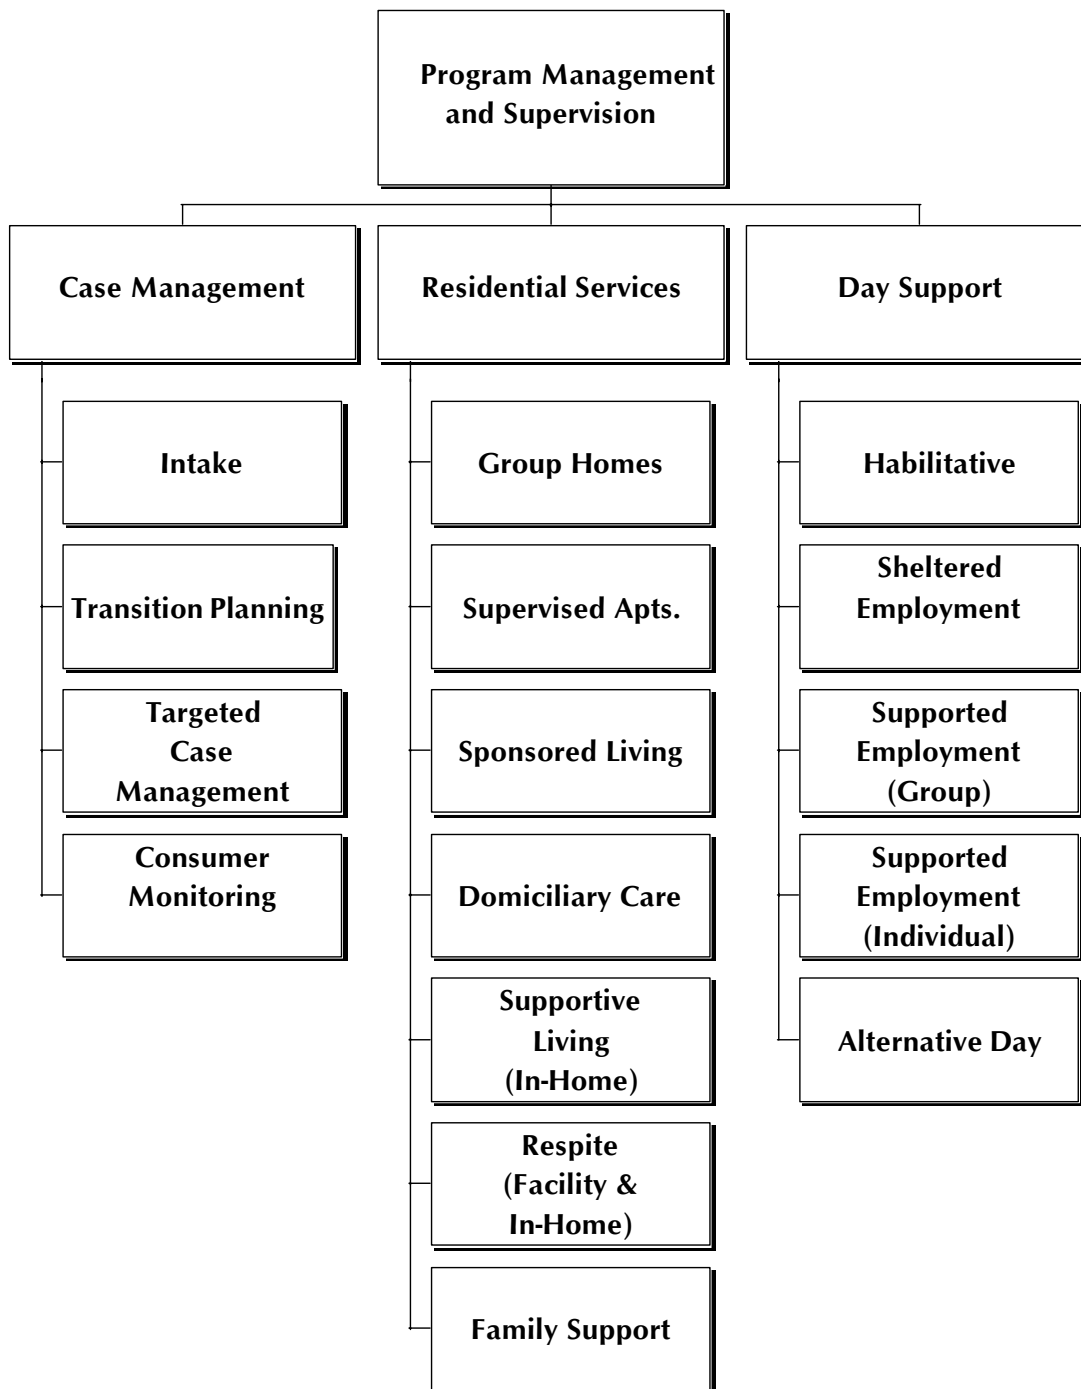 Program Management
and Supervision
Case Management
Residential Services
Day Support
Intake
Transition Planning
Targeted
Case
Management
Consumer
Monitoring
Group Homes
Supervised Apts.
Sponsored Living
Domiciliary Care
Supportive
Living
(In-Home)
Respite
(Facility &
In-Home)
Family Support
Habilitative
Sheltered
Employment
Supported
Employment
(Group)
Supported
Employment
(Individual)
Alternative Day